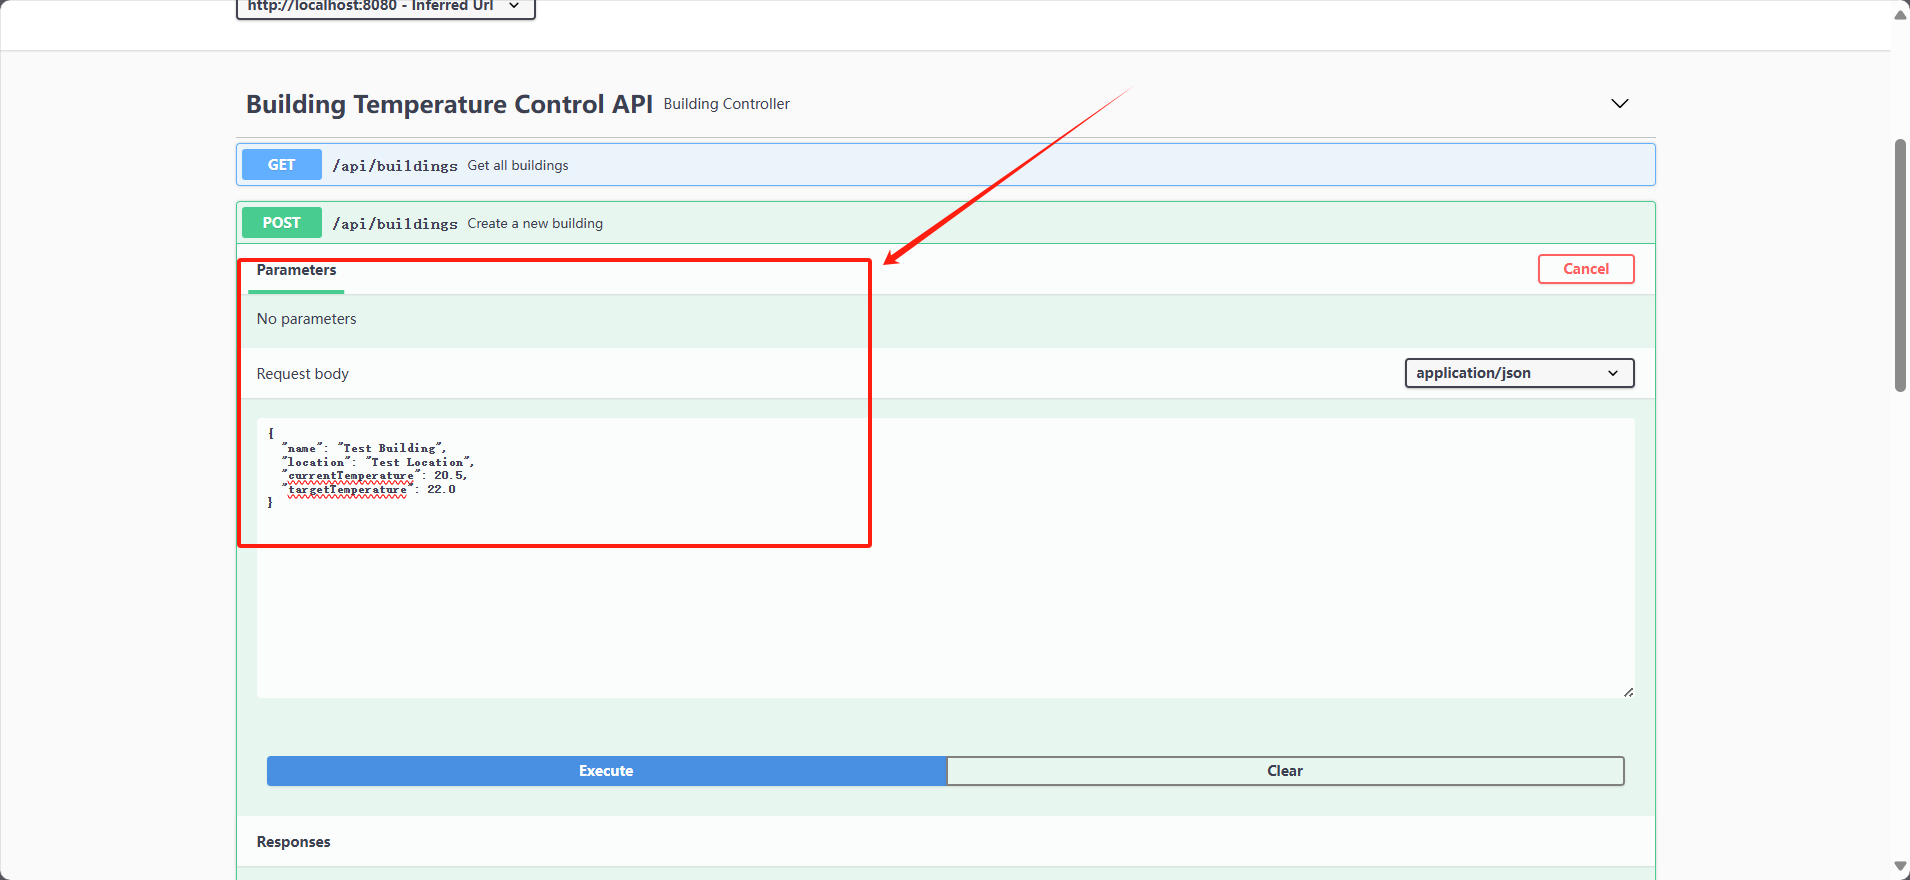 http://localhost:8080 - Inferred Url
Building Temperature Control API Building Controller
GET /api/buildings Get all buildings
POST /api/buildings Create a new building
Parameters
Cancel
No parameters
Request body
application/json
{
"name": "Test Building",
"location": "Test Location",
"currentTemperature": 20.5,
"targetTemperature": 22.0
}
Execute
Clear
Responses